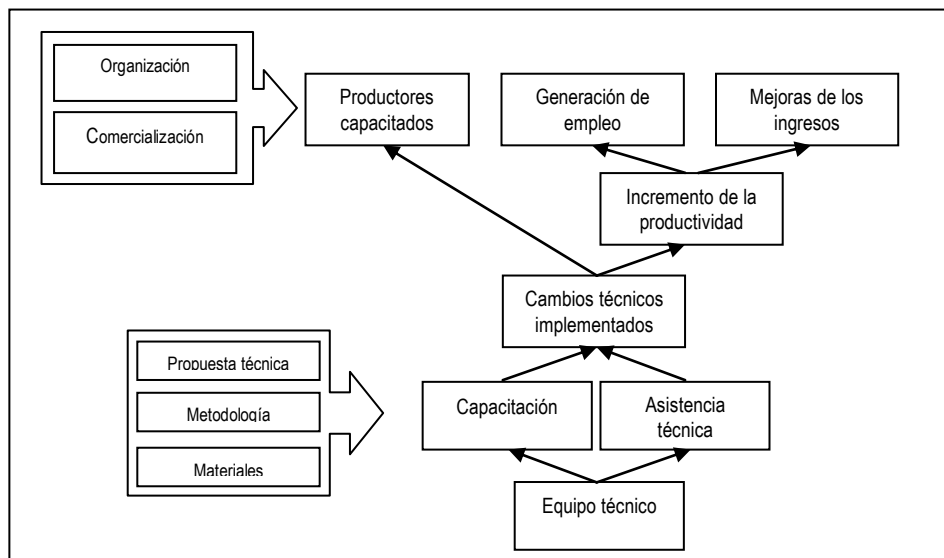 Organización
Comercialización
Productores
capacitados
Generación de
empleo
Mejoras de los
ingresos
Incremento de la
productividad
Cambios técnicos
implementados
Propuesta técnica
Metodología
Materiales
Capacitación
Asistencia
técnica
Equipo técnico